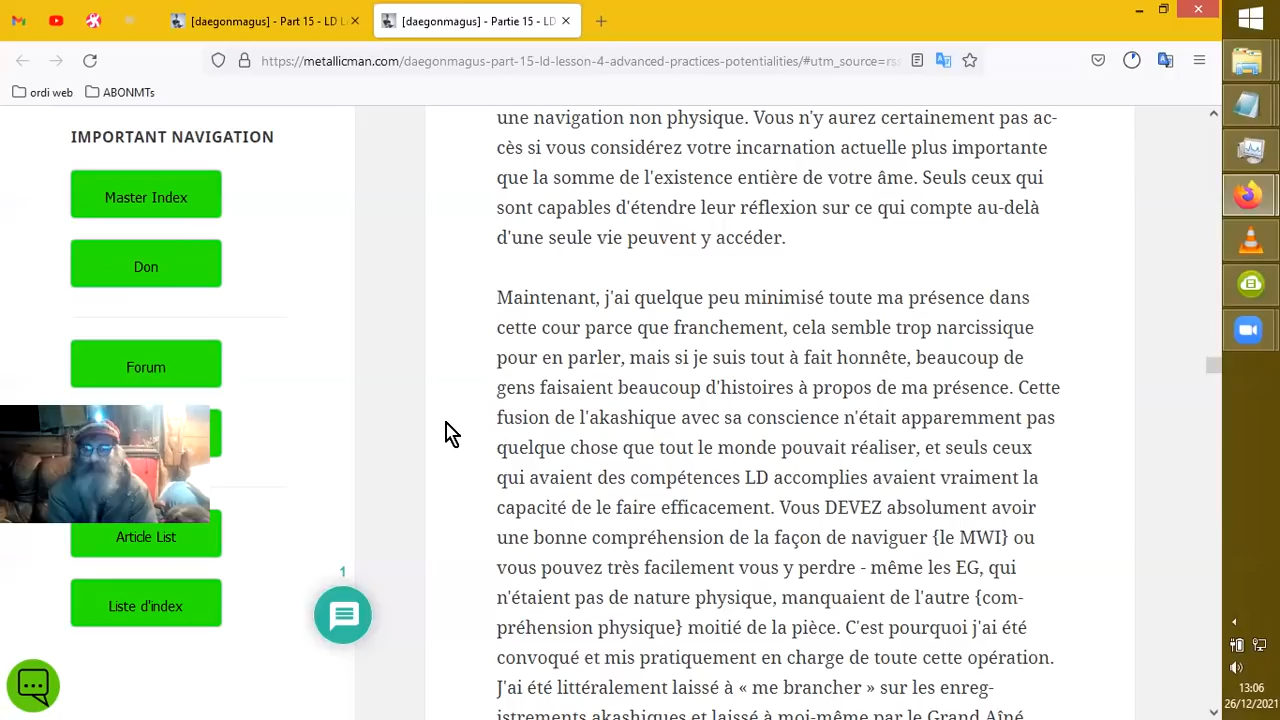 [daegonmagus] - Part 15 - LD L
[daegonmagus] - Partie 15 - LD
https://metallicman.com/daegonmagus-part-15-ld-lesson-4-advanced-practices-potentialities/#utm_source=rss
ordi web
ABONMTs
IMPORTANT NAVIGATION
Master Index
Don
Forum
Article List
Liste d'index
1
une navigation non physique. Vous n'y aurez certainement pas ac-
cès si vous considérez votre incarnation actuelle plus importante
que la somme de l'existence entière de votre âme. Seuls ceux qui
sont capables d'étendre leur réflexion sur ce qui compte au-delà
d'une seule vie peuvent y accéder.
Maintenant, j'ai quelque peu minimisé toute ma présence dans
cette cour parce que franchement, cela semble trop narcissique
pour en parler, mais si je suis tout à fait honnête, beaucoup de
gens faisaient beaucoup d'histoires à propos de ma présence. Cette
fusion de l'akashique avec sa conscience n'était apparemment pas
quelque chose que tout le monde pouvait réaliser, et seuls ceux
qui avaient des compétences LD accomplies avaient vraiment la
capacité de le faire efficacement. Vous DEVEZ absolument avoir
une bonne compréhension de la façon de naviguer {le MWI} ou
vous pouvez très facilement vous y perdre - même les EG, qui
n'étaient pas de nature physique, manquaient de l'autre {com-
préhension physique} moitié de la pièce. C'est pourquoi j'ai été
convoqué et mis pratiquement en charge de toute cette opération.
J'ai été littéralement laissé à « me brancher » sur les enreg-
istrements akashiques et laissé à moi-même par le Grand Aîné
13:06
26/12/2021